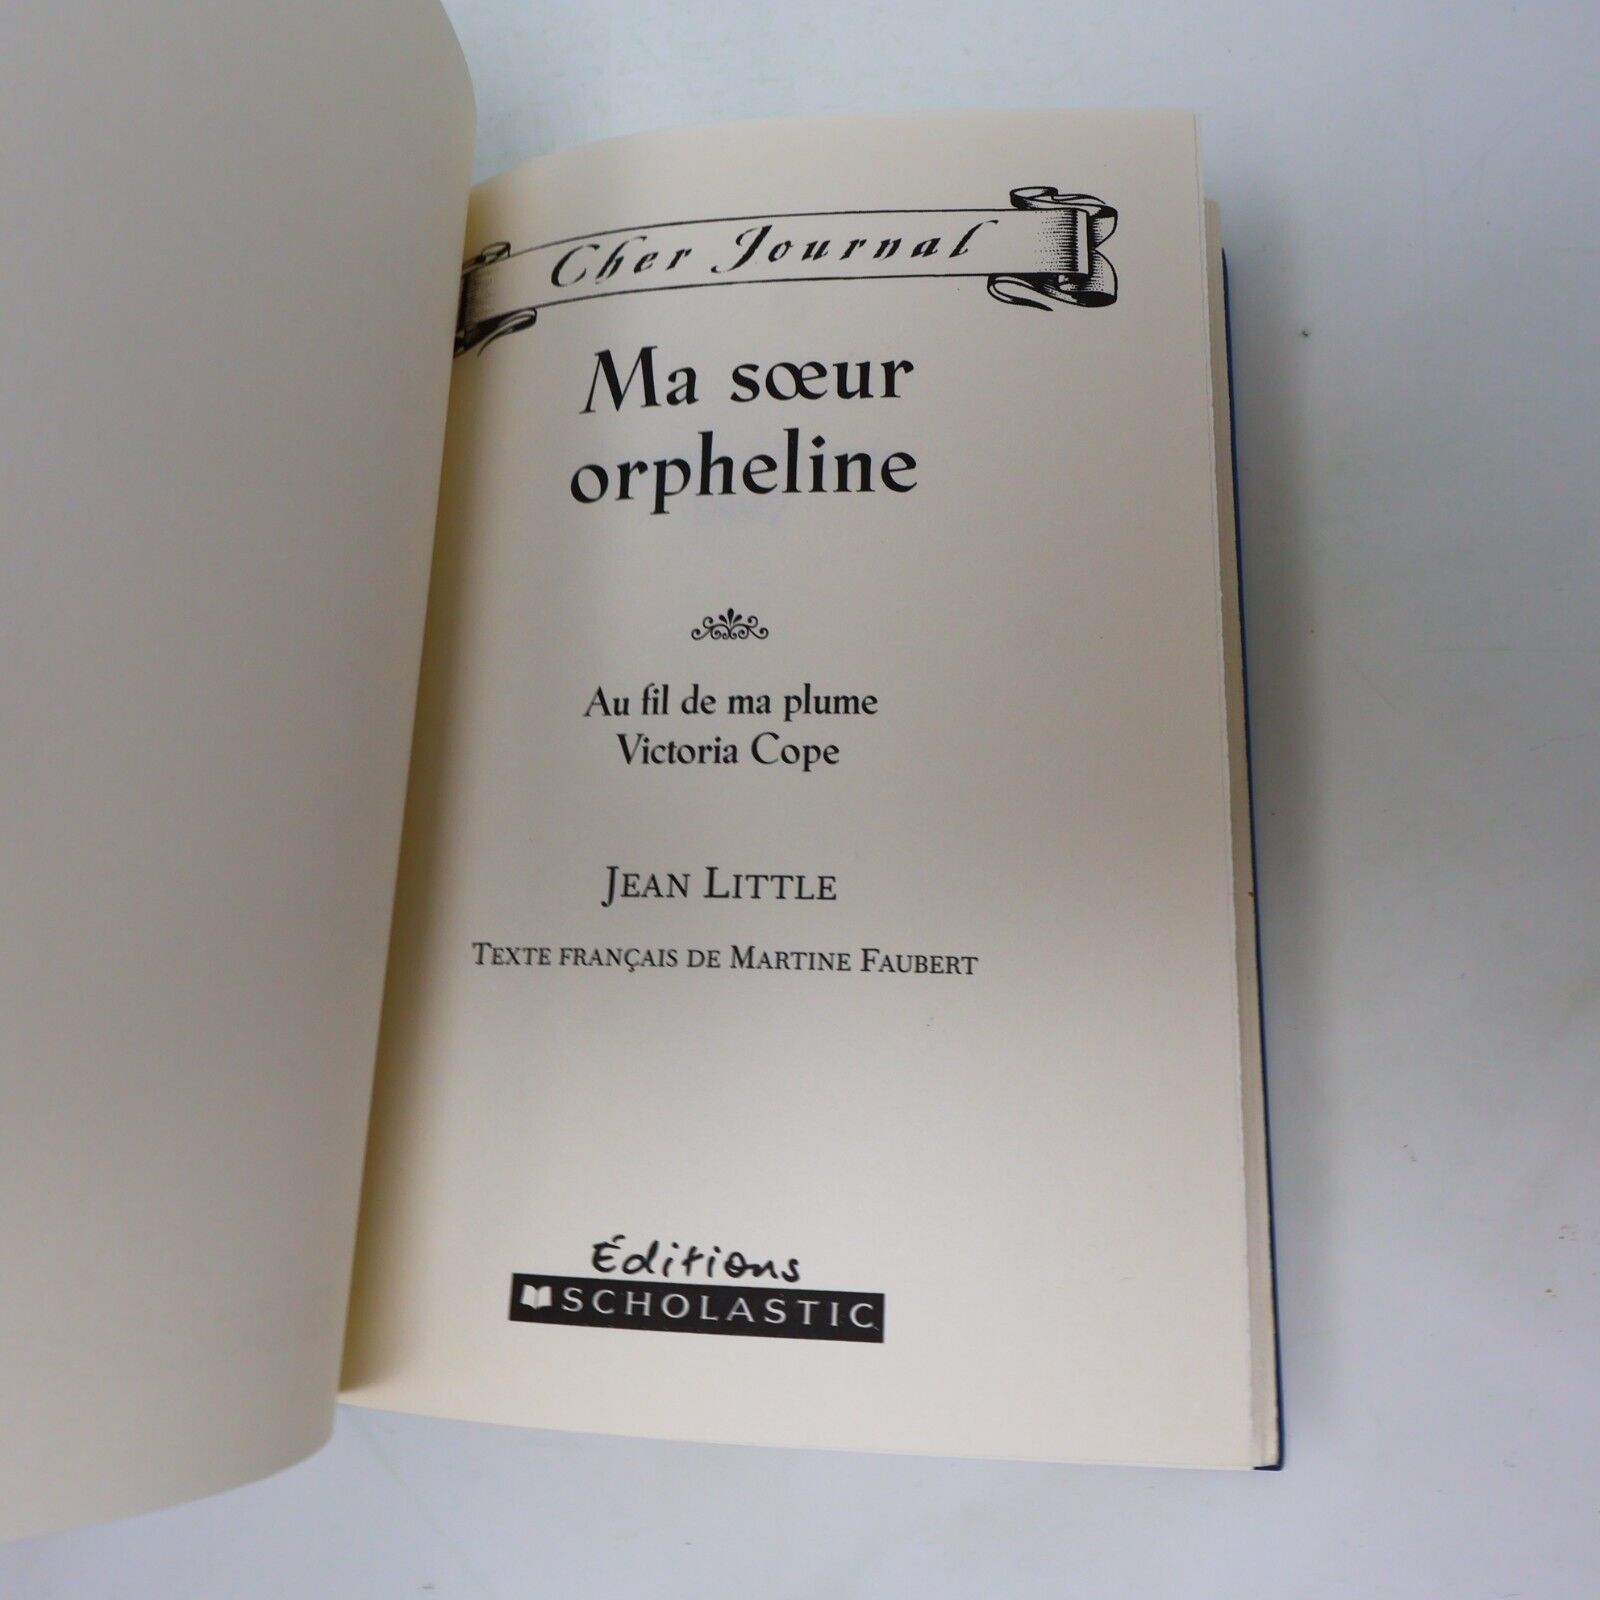 Cher Journal
Ma sœur
orpheline
Au fil de ma plume
Victoria Cope
JEAN LITTLE
TEXTE FRANÇAIS DE MARTINE FAUBERT
Éditions
SCHOLASTIC